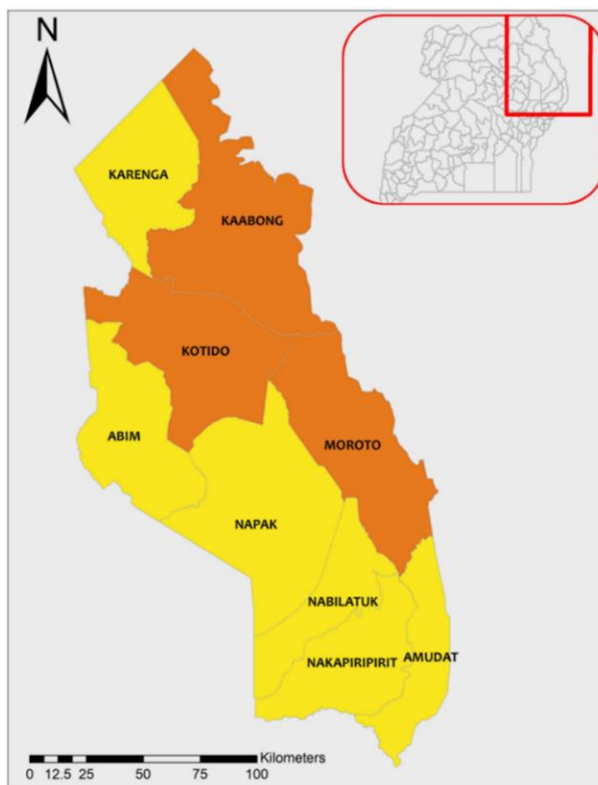 N
KARENGA
KAABONG
KOTIDO
ABIM
MOROTO
NAPAK
NABILATUK
NAKAPIRIPIRIT
AMUDAT
Kilometers
0 12.5 25 50 75 100